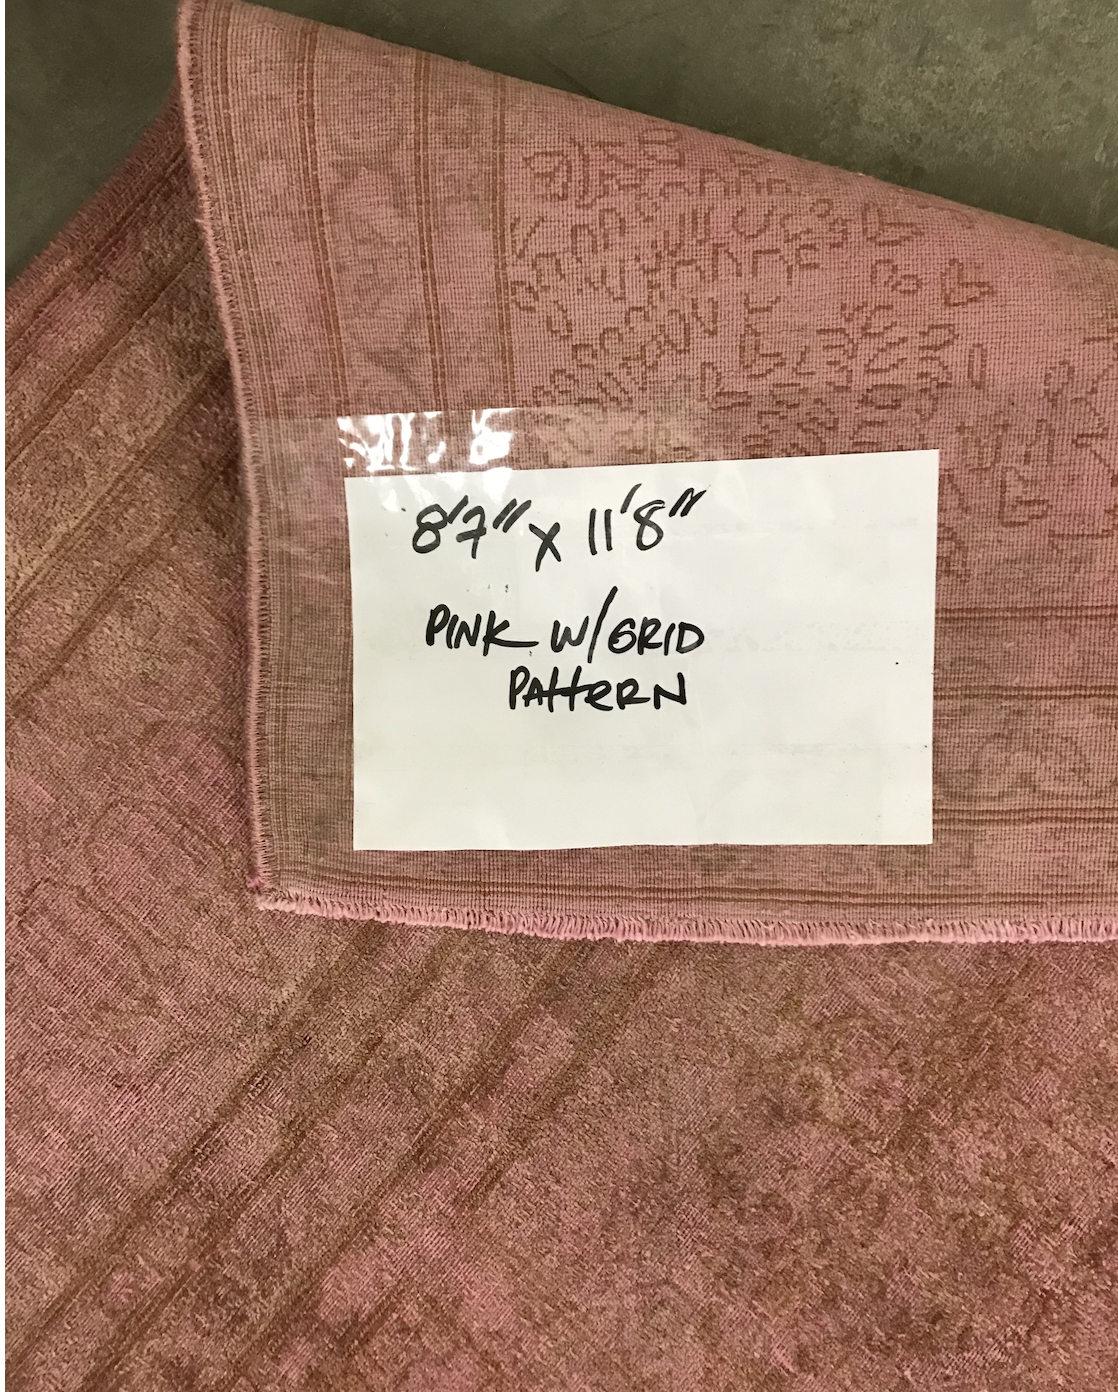 8'7" x 11'8"
PINK W/GRID
PATTERN